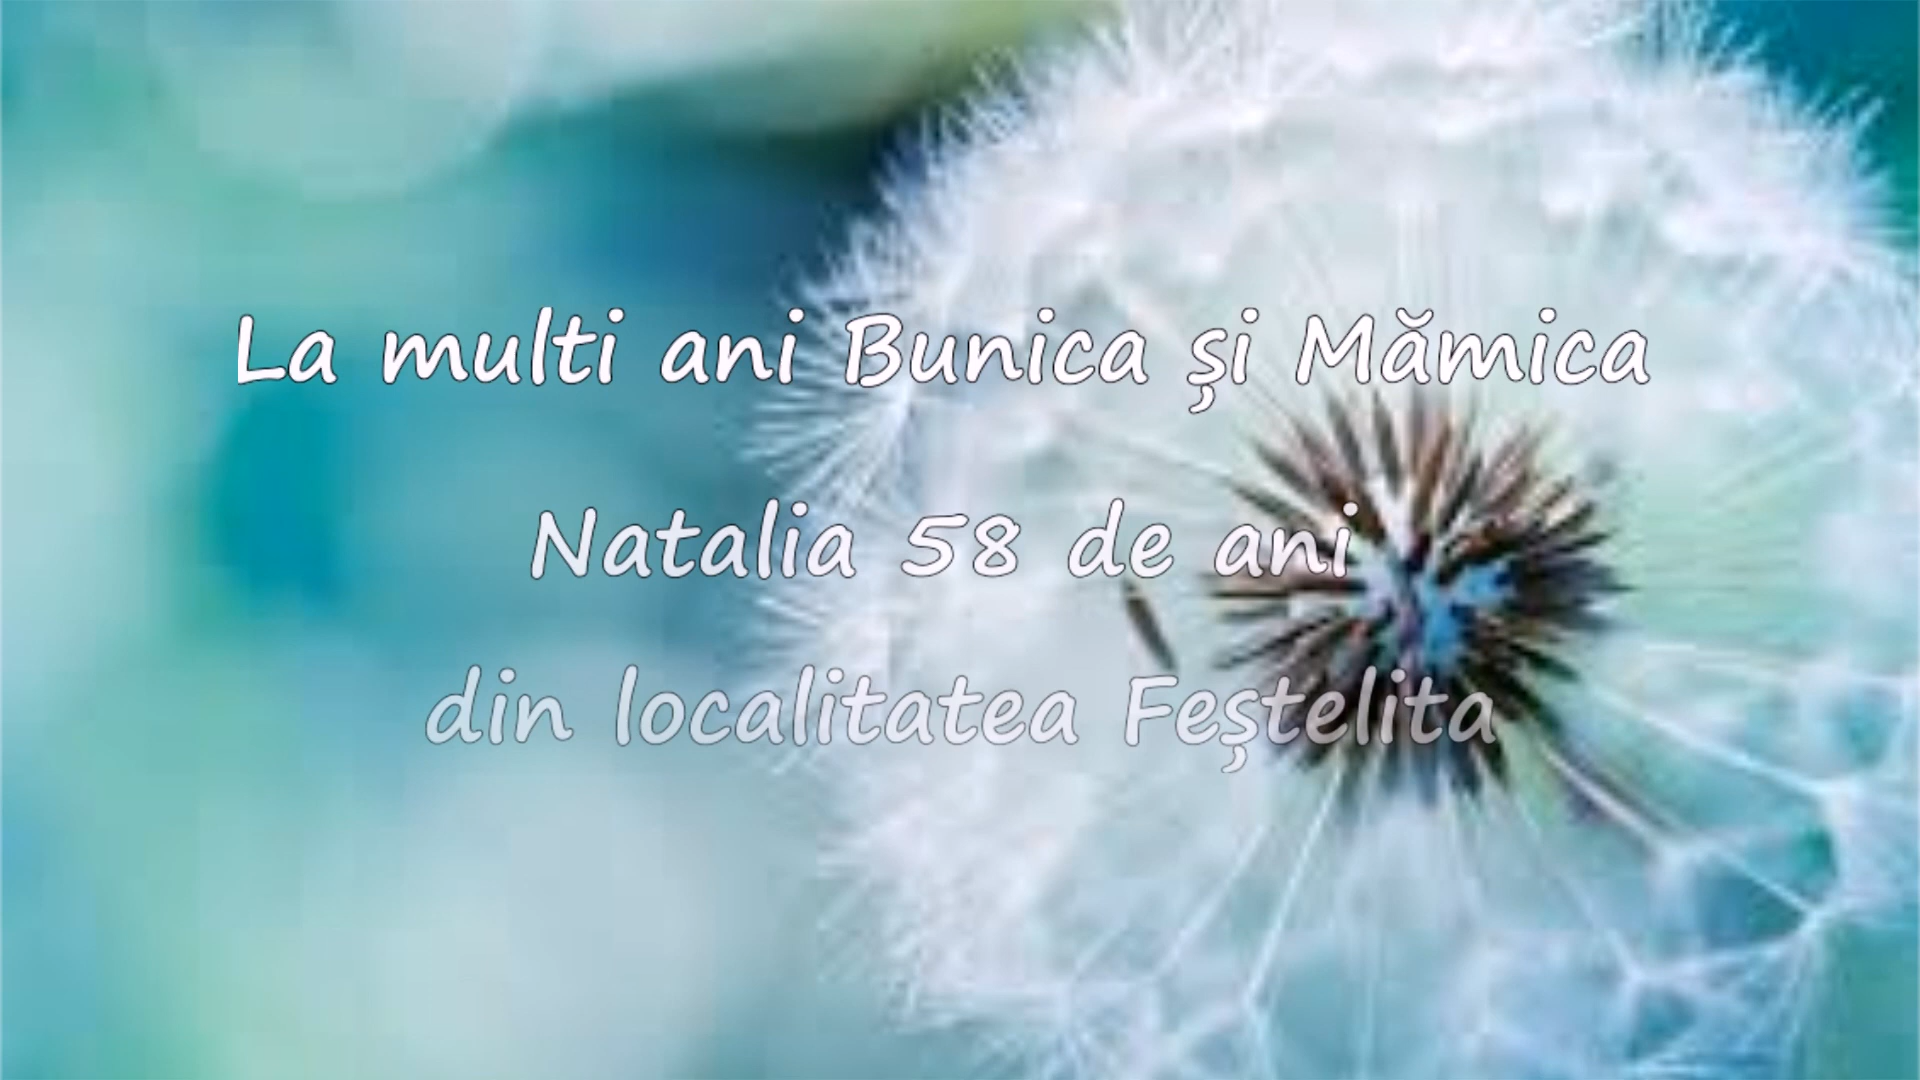 La multi ani Bunica și Mămica
Natalia 58 de ani
din localitatea Feștelita